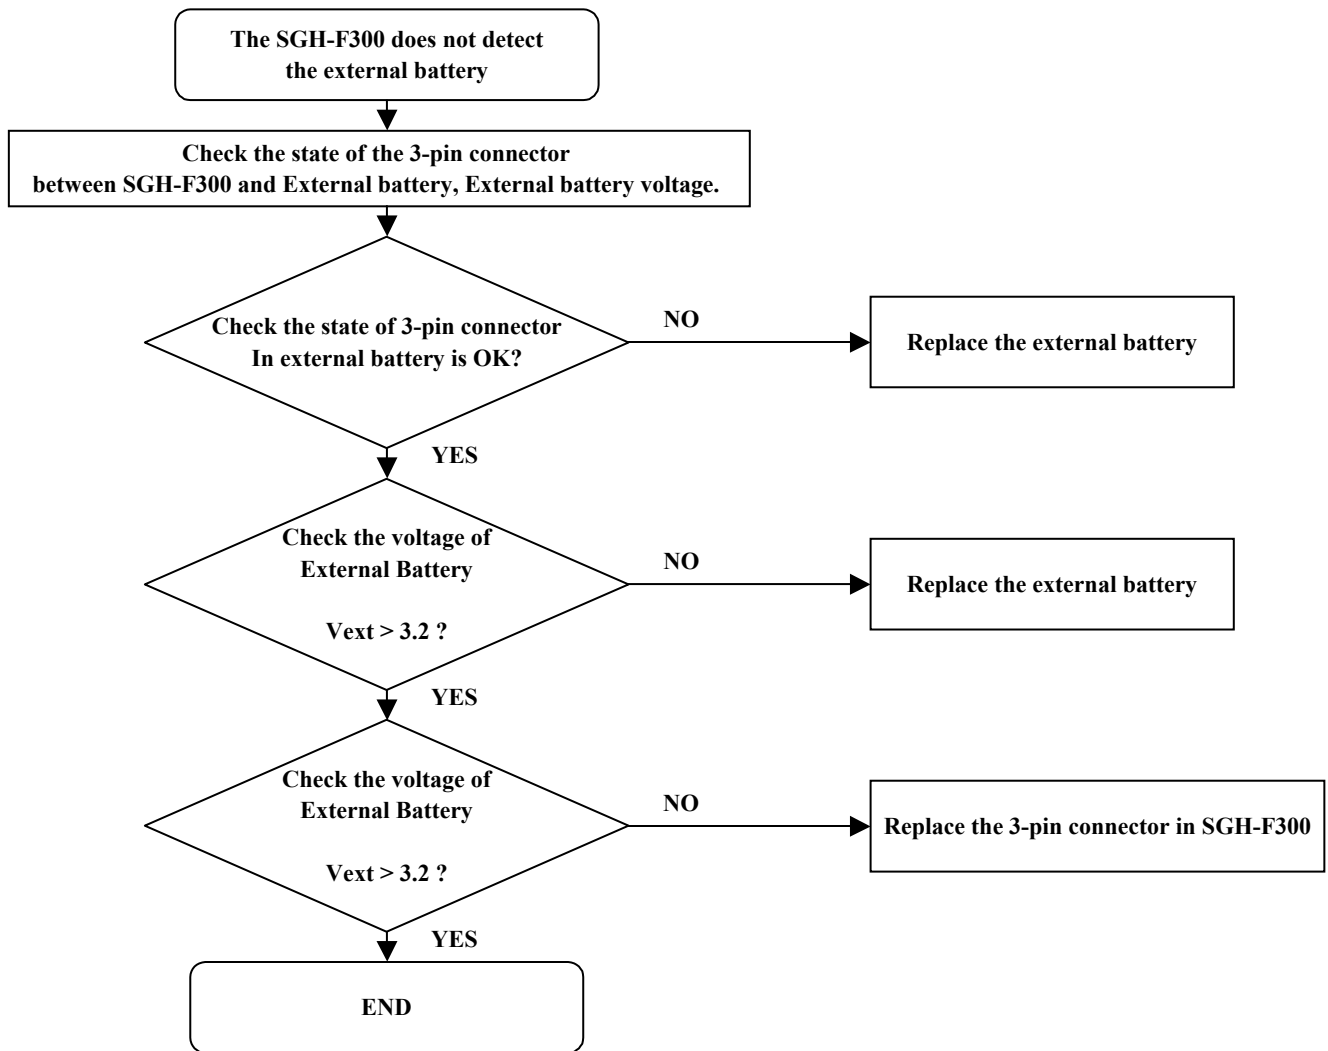 The SGH-F300 does not detect
the external battery
Check the state of the 3-pin connector
between SGH-F300 and External battery, External battery voltage.
Check the state of 3-pin connector
In external battery is OK?
NO
Replace the external battery
YES
Check the voltage of
External Battery
Vext > 3.2 ?
NO
Replace the external battery
YES
Check the voltage of
External Battery
Vext > 3.2 ?
NO
Replace the 3-pin connector in SGH-F300
YES
END